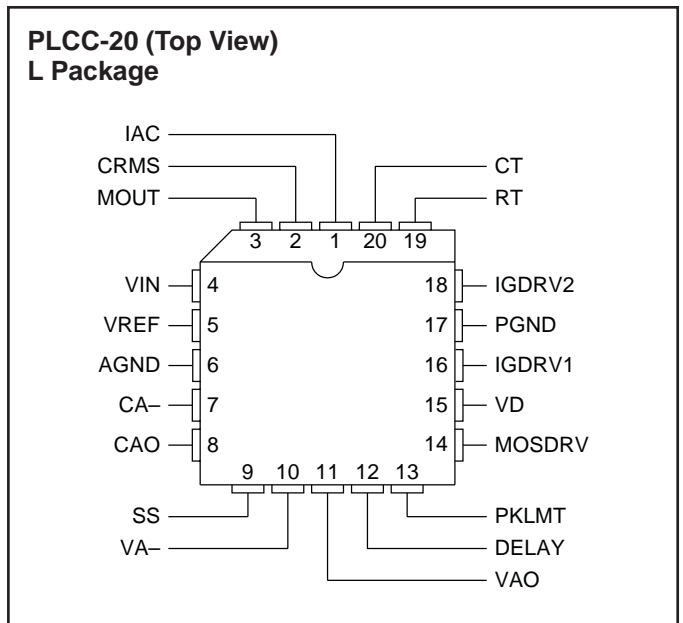 PLCC-20 (Top View)
L Package
IAC
CRMS
MOUT
CT
RT
3 2 1 20 19
VIN 4
VREF 5
AGND 6
CA– 7
CAO 8
18 IGDRV2
17 PGND
16 IGDRV1
15 VD
14 MOSDRV
9 10 11 12 13
SS
VA–
PKLMT
DELAY
VAO